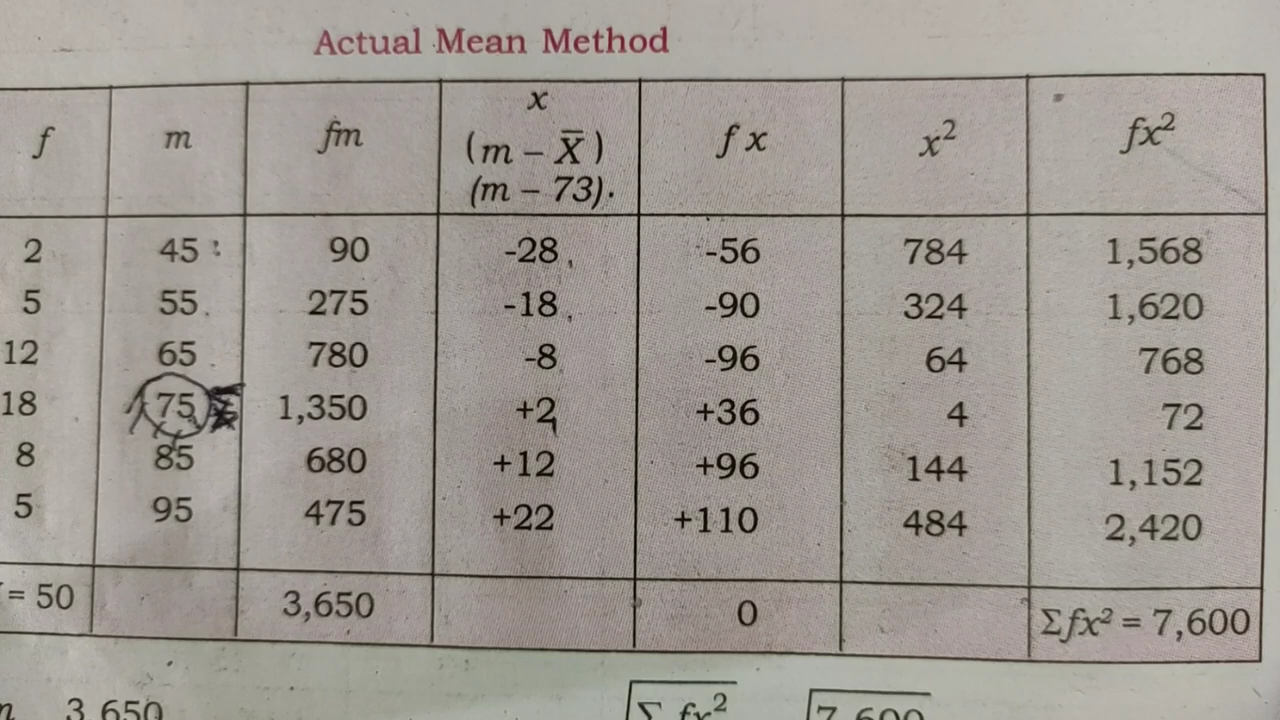 Actual Mean Method
f m fm x (m – X̅) (m – 73). f x x² fx²
2 45 90 -28 -56 784 1,568
5 55 275 -18 -90 324 1,620
12 65 780 -8 -96 64 768
18 75 1,350 +2 +36 4 72
8 85 680 +12 +96 144 1,152
5 95 475 +22 +110 484 2,420
= 50 3,650 0 Σfx² = 7,600
3,650 √Σ fx² √7,600